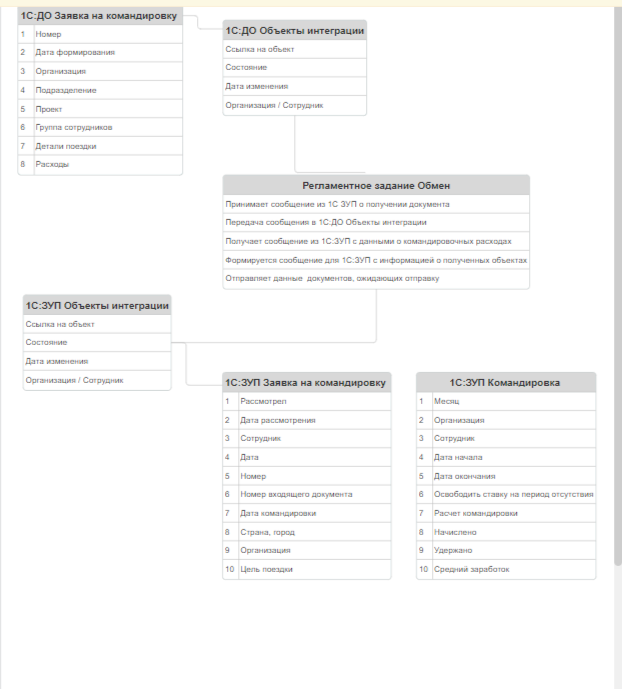 1С:ДО Заявка на командировку
1 Номер
2 Дата формирования
3 Организация
4 Подразделение
5 Проект
6 Группа сотрудников
7 Детали поездки
8 Расходы
1С:ДО Объекты интеграции
Ссылка на объект
Состояние
Дата изменения
Организация / Сотрудник
Регламентное задание Обмен
Принимает сообщение из 1С ЗУП о получении документа
Передача сообщения в 1С:ДО Объекты интеграции
Получает сообщение из 1С:ЗУП с данными о командировочных расходах
Формируется сообщение для 1С:ЗУП с информацией о полученных объектах
Отправляет данные документов, ожидающих отправку
1С:ЗУП Объекты интеграции
Ссылка на объект
Состояние
Дата изменения
Организация / Сотрудник
1С:ЗУП Заявка на командировку
1 Рассмотрел
2 Дата рассмотрения
3 Сотрудник
4 Дата
5 Номер
6 Номер входящего документа
7 Дата командировки
8 Страна, город
9 Организация
10 Цель поездки
1С:ЗУП Командировка
1 Месяц
2 Организация
3 Сотрудник
4 Дата начала
5 Дата окончания
6 Освободить ставку на период отсутствия
7 Расчет командировки
8 Начислено
9 Удержано
10 Средний заработок